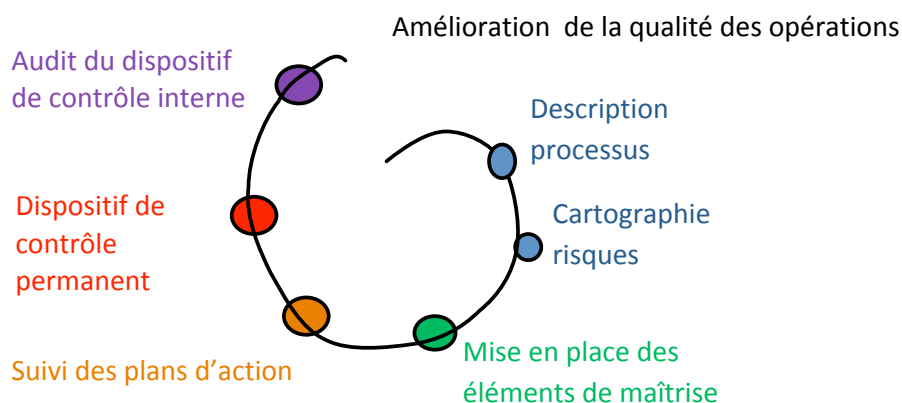 Amélioration de la qualité des opérations
Audit du dispositif
de contrôle interne
Description
processus
Dispositif de
contrôle
permanent
Cartographie
risques
Suivi des plans d’action
Mise en place des
éléments de maîtrise